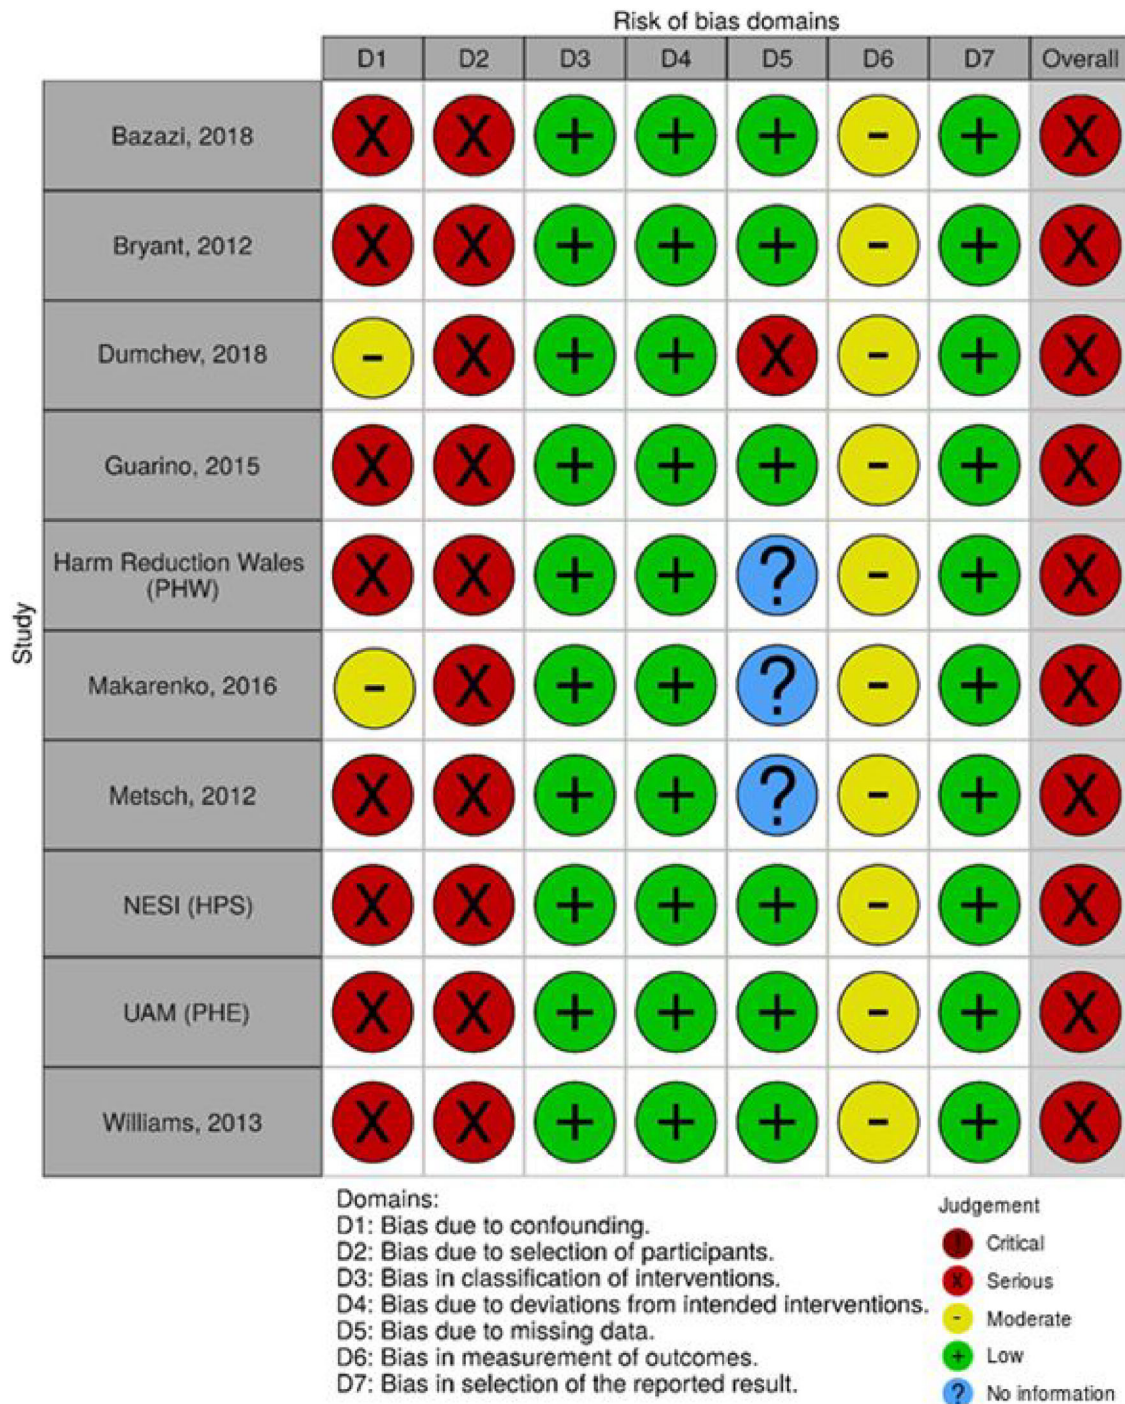 Risk of bias domains
D1 D2 D3 D4 D5 D6 D7 Overall
Study
Bazazi, 2018 X X + + + - + X
Bryant, 2012 X X + + + - + X
Dumchev, 2018 - X + + X - + X
Guarino, 2015 X X + + + - + X
Harm Reduction Wales
(PHW) X X + + ? - + X
Makarenko, 2016 - X + + ? - + X
Metsch, 2012 X X + + ? - + X
NESI (HPS) X X + + + - + X
UAM (PHE) X X + + + - + X
Williams, 2013 X X + + + - + X
Domains:
D1: Bias due to confounding.
D2: Bias due to selection of participants.
D3: Bias in classification of interventions.
D4: Bias due to deviations from intended interventions.
D5: Bias due to missing data.
D6: Bias in measurement of outcomes.
D7: Bias in selection of the reported result.
Judgement
! Critical
X Serious
- Moderate
+ Low
? No information